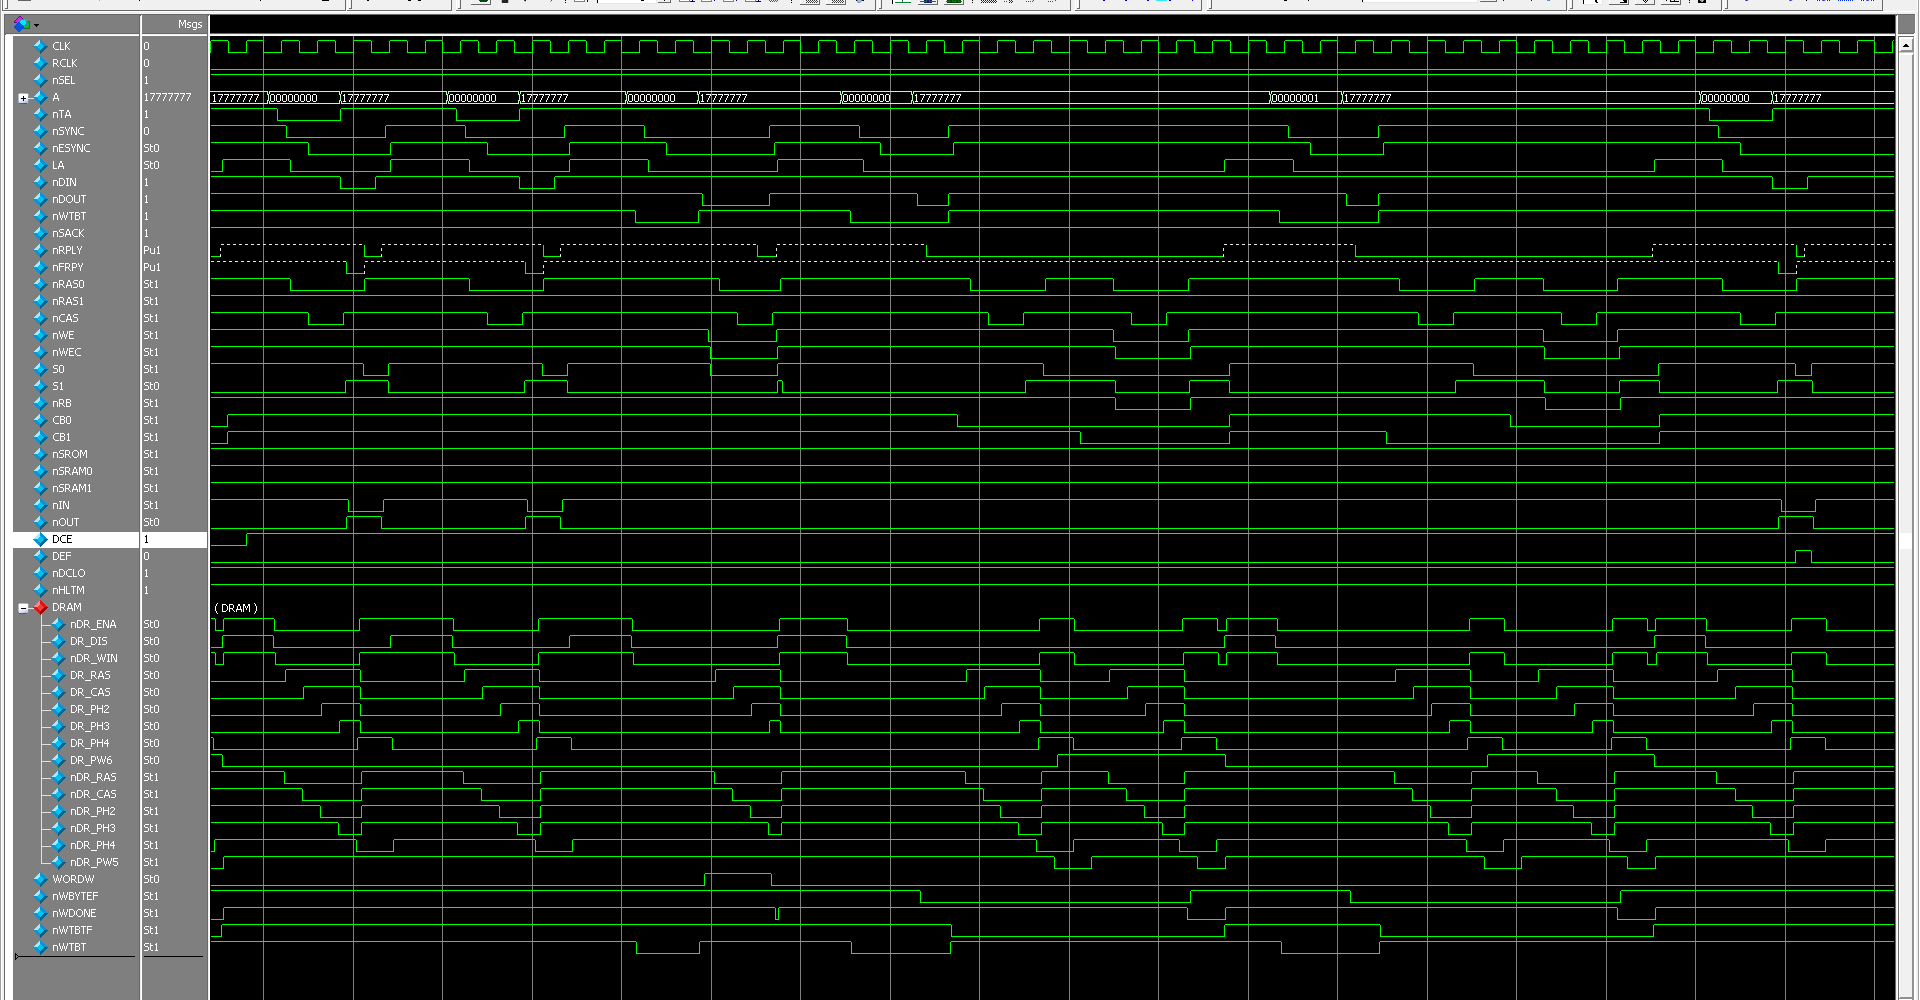 Msgs
CLK 0
RCLK 0
nSEL 1
A 17777777 17777777 00000000 17777777 00000000 17777777 00000000 17777777 00000000 17777777 00000001 17777777 00000000 17777777
nTA 1
nSYNC 0
nESYNC St0
LA St0
nDIN 1
nDOUT 1
nWTBT 1
nSACK 1
nRPLY Pu1
nFRPY Pu1
nRAS0 St1
nRAS1 St1
nCAS St1
nWE St1
nWEC St1
S0 St1
S1 St0
nRB St1
CB0 St1
CB1 St1
nSROM St1
nSRAM0 St1
nSRAM1 St1
nIN St1
nOUT St0
DCE 1
DEF 0
nDCLO 1
nHLTM 1
DRAM (DRAM)
nDR_ENA St0
DR_DIS St0
nDR_WIN St0
DR_RAS St0
DR_CAS St0
DR_PH2 St0
DR_PH3 St0
DR_PH4 St0
DR_PW6 St0
nDR_RAS St1
nDR_CAS St1
nDR_PH2 St1
nDR_PH3 St1
nDR_PH4 St1
nDR_PW5 St1
WORDW St0
nWBYTEF St1
nWDONE St1
nWTBTF St1
nWTBT St1